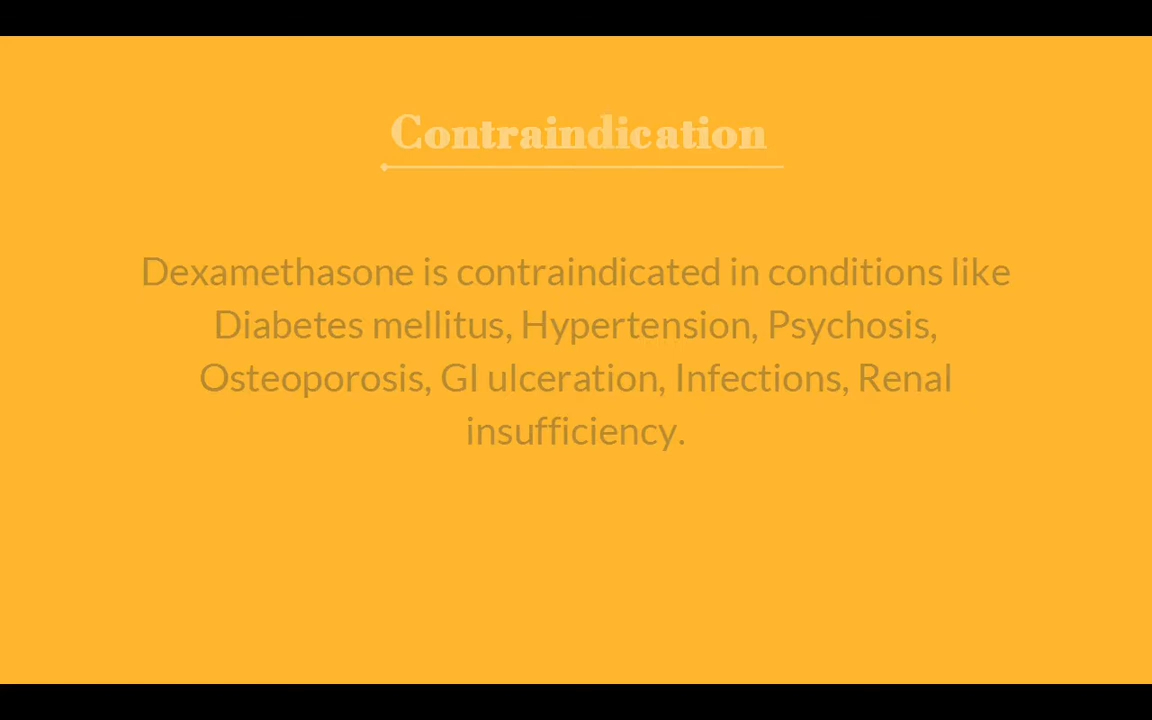 Contraindication
Dexamethasone is contraindicated in conditions like
Diabetes mellitus, Hypertension, Psychosis,
Osteoporosis, GI ulceration, Infections, Renal
insufficiency.